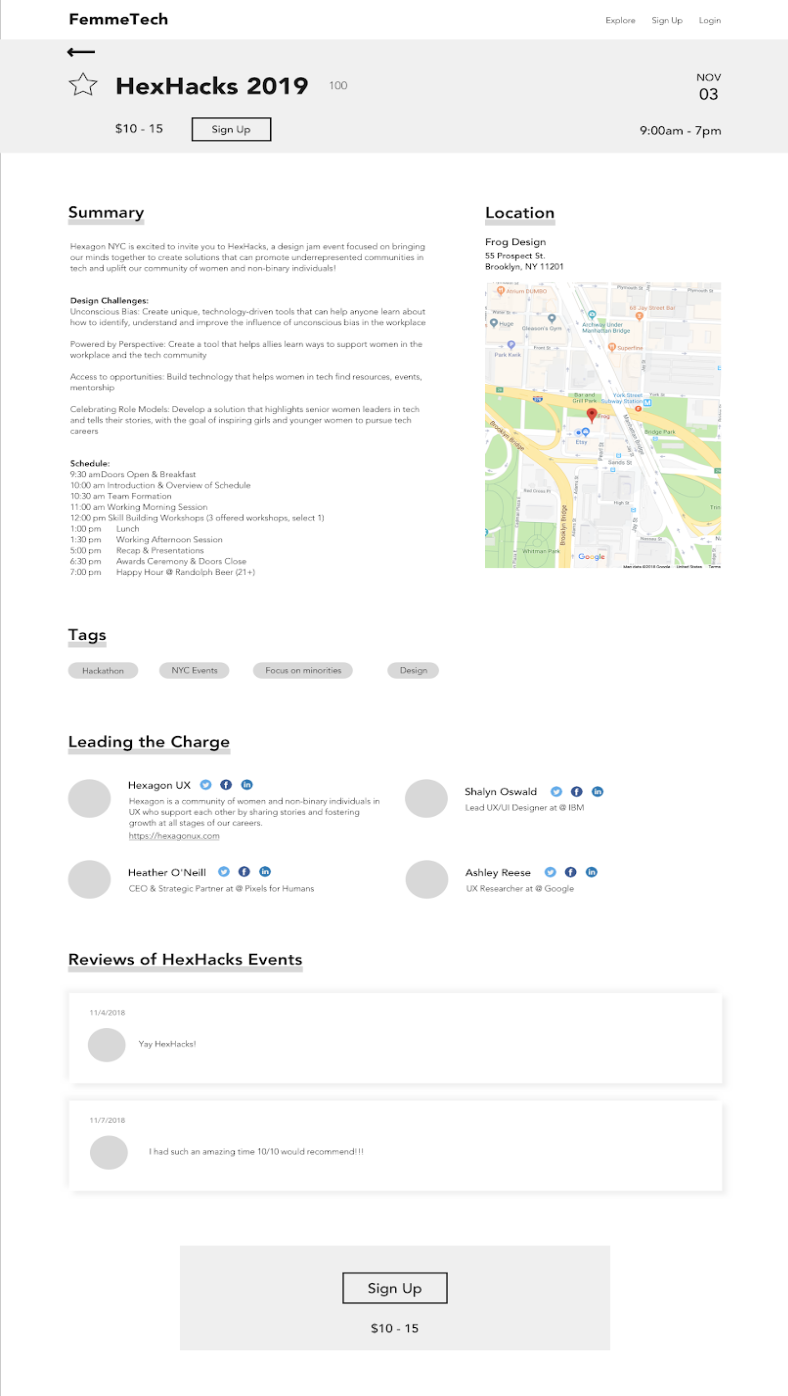 FemmeTech
Explore Sign Up Login
HexHacks 2019 100
NOV
03
$10 - 15 Sign Up
9:00am - 7pm
Summary
Hexagon NYC is excited to invite you to HexHacks, a design jam event focused on bringing
our minds together to create solutions that can promote underrepresented communities in
tech and uplift our community of women and non-binary individuals!
Design Challenges:
Unconscious Bias: Create unique, technology-driven tools that can help anyone learn about
how to identify, understand and improve the influence of unconscious bias in the workplace
Powered by Perspective: Create a tool that helps allies learn ways to support women in the
workplace and the tech community
Access to opportunities: Build technology that helps women in tech find resources, events,
mentorship
Celebrating Role Models: Develop a solution that highlights senior women leaders in tech
and tells their stories, with the goal of inspiring girls and younger women to pursue tech
careers
Schedule:
9:30 amDoors Open & Breakfast
10:00 am Introduction & Overview of Schedule
10:30 am Team Formation
11:00 am Working Morning Session
12:00 pm Skill Building Workshops (3 offered workshops, select 1)
1:00 pm Lunch
1:30 pm Working Afternoon Session
5:00 pm Recap & Presentations
6:30 pm Awards Ceremony & Doors Close
7:00 pm Happy Hour @ Randolph Beer (21+)
Location
Frog Design
55 Prospect St.
Brooklyn, NY 11201
Plymouth St
Atrium DUMBO
68 Jay Street Bar
Water St
Huge
Gleason's Gym
Archway Under
Manhattan Bridge
Superfine
Park Kwik
Front St
York Street
Subway Station
Bar and
Grill Park
Frog
Etsy
Bridge Park
Manhattan Bridge
Brooklyn Bridge
Sands St
Pearl St
Adams St
Red Cross Pl
High St
Jay St
Brooklyn Bridge
Whitman Park
Nassau St
Google
Map data ©2019 Google United States Terms
Tags
Hackathon NYC Events Focus on minorities Design
Leading the Charge
Hexagon UX
Hexagon is a community of women and non-binary individuals in
UX who support each other by sharing stories and fostering
growth at all stages of our careers.
https://hexagonux.com
Shalyn Oswald
Lead UX/UI Designer at @ IBM
Heather O'Neill
CEO & Strategic Partner at @ Pixels for Humans
Ashley Reese
UX Researcher at @ Google
Reviews of HexHacks Events
11/4/2018
Yay HexHacks!
11/7/2018
I had such an amazing time 10/10 would recommend!!!
Sign Up
$10 - 15